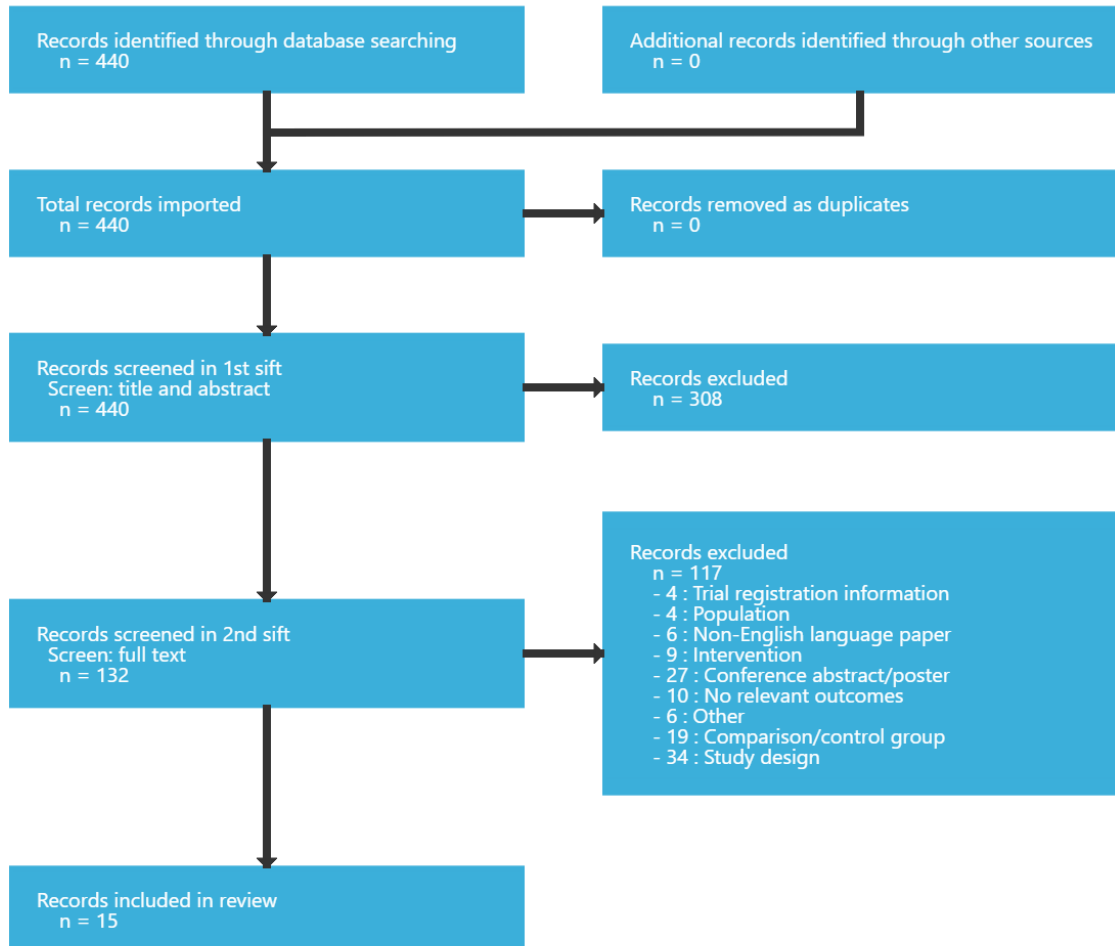 Records identified through database searching
n = 440
Additional records identified through other sources
n = 0
Total records imported
n = 440
Records removed as duplicates
n = 0
Records screened in 1st sift
Screen: title and abstract
n = 440
Records excluded
n = 308
Records screened in 2nd sift
Screen: full text
n = 132
Records excluded
n = 117
- 4 : Trial registration information
- 4 : Population
- 6 : Non-English language paper
- 9 : Intervention
- 27 : Conference abstract/poster
- 10 : No relevant outcomes
- 6 : Other
- 19 : Comparison/control group
- 34 : Study design
Records included in review
n = 15